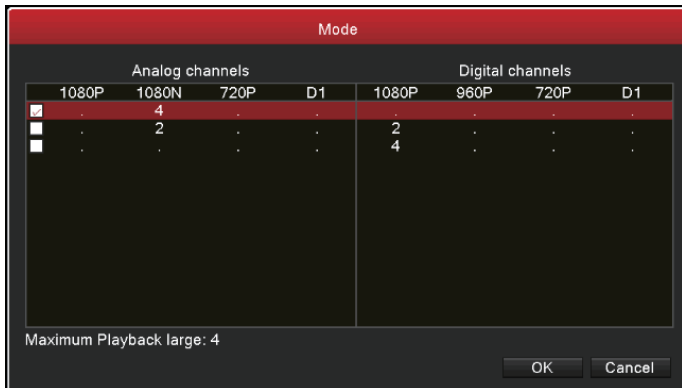 Mode
Analog channels Digital channels
1080P 1080N 720P D1 1080P 960P 720P D1
. 4 . . . . . .
. 2 . . 2 . . .
. . . . 4 . . .
Maximum Playback large: 4
OK Cancel